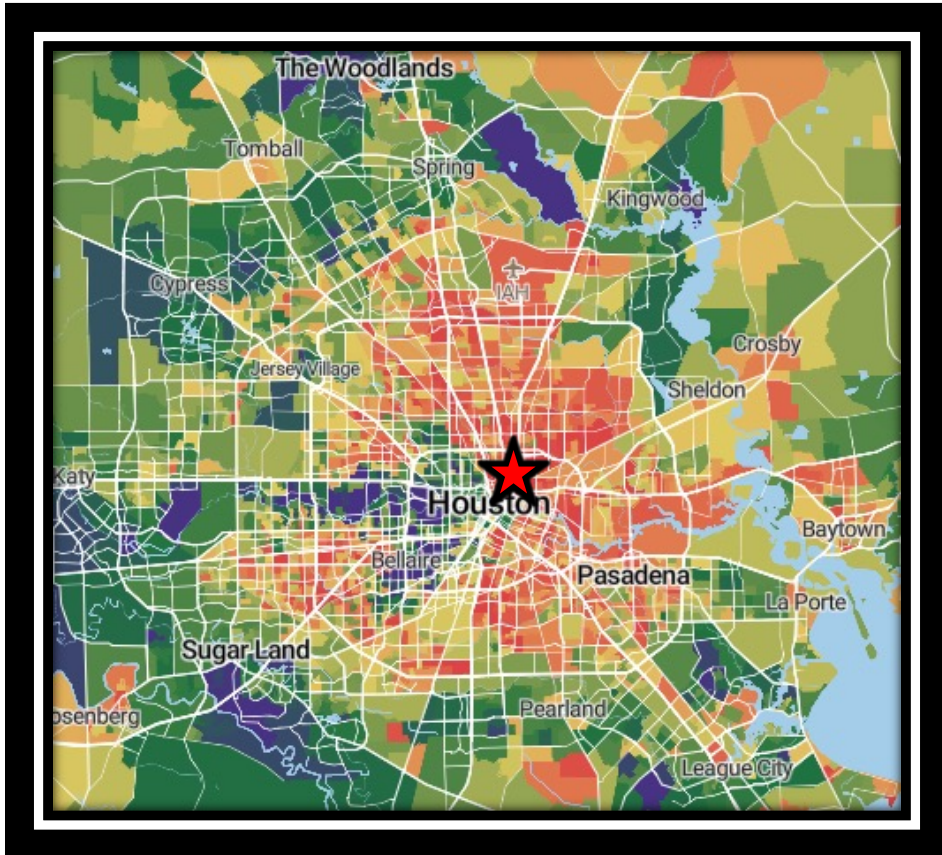 The Woodlands
Tomball
Spring
Kingwood
Cypress
IAH
Jersey Village
Crosby
Sheldon
Katy
Houston
Baytown
Bellaire
Pasadena
La Porte
Sugar Land
osenberg
Pearland
League City